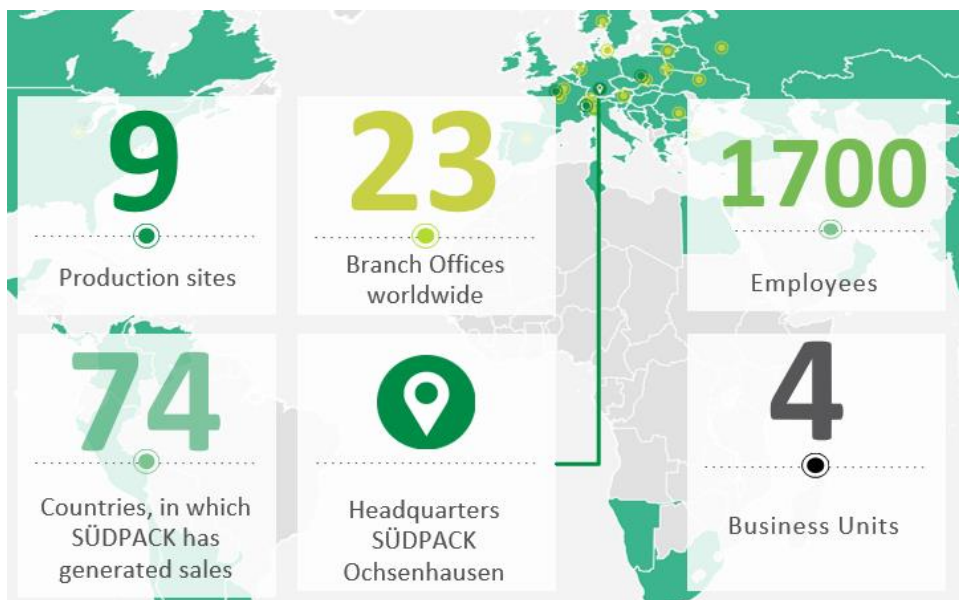 9
Production sites
23
Branch Offices
worldwide
1700
Employees
74
Countries, in which
SÜDPACK has
generated sales
Headquarters
SÜDPACK
Ochsenhausen
4
Business Units